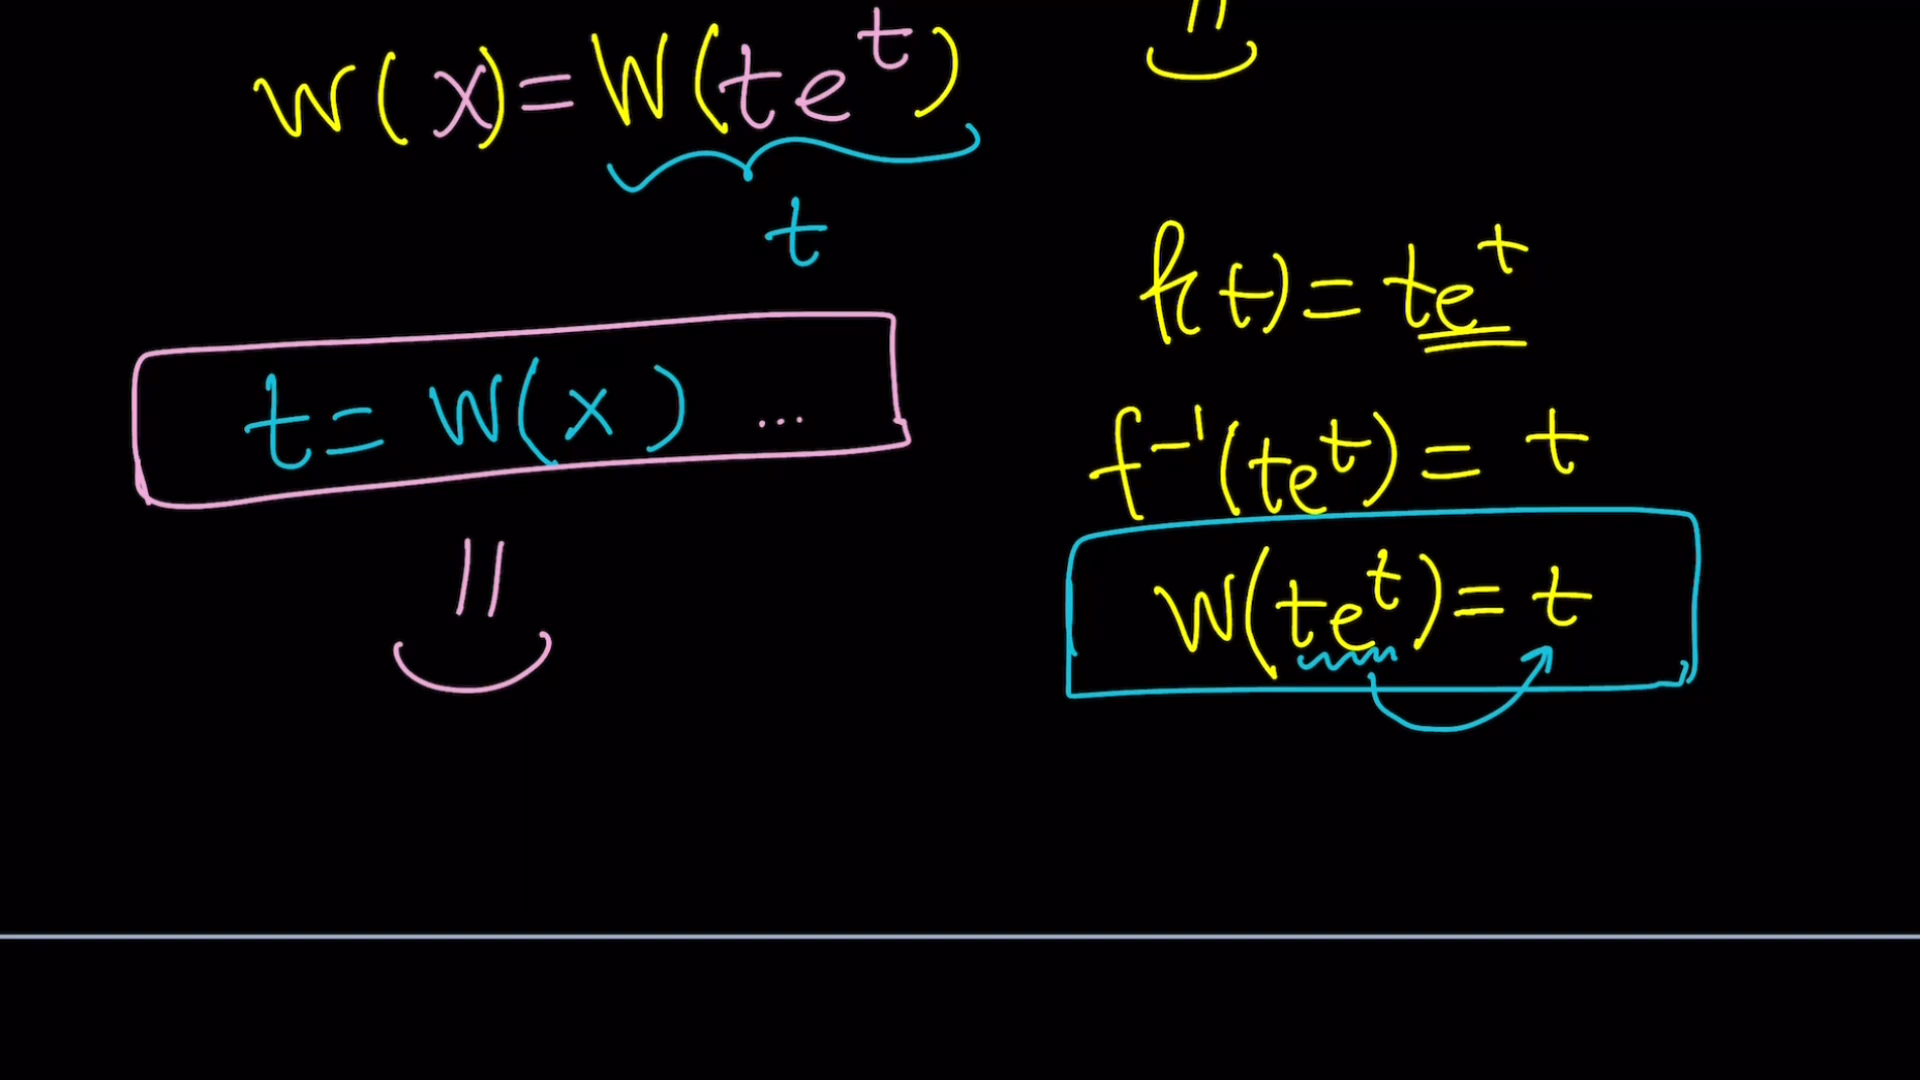 W(x)=W(te^t)
t
t=W(x) ...
h(t)=te^t
f^-1(te^t)=t
W(te^t)=t